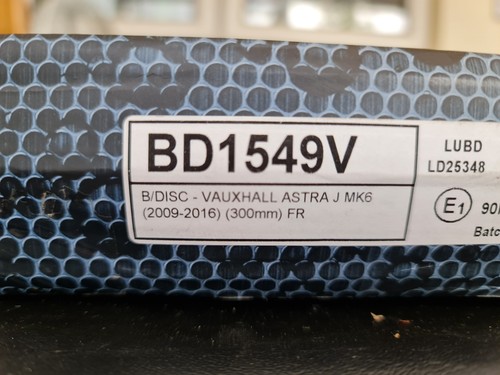 BD1549V
B/DISC - VAUXHALL ASTRA J MK6
(2009-2016) (300mm) FR
LUBD
LD25348
E1